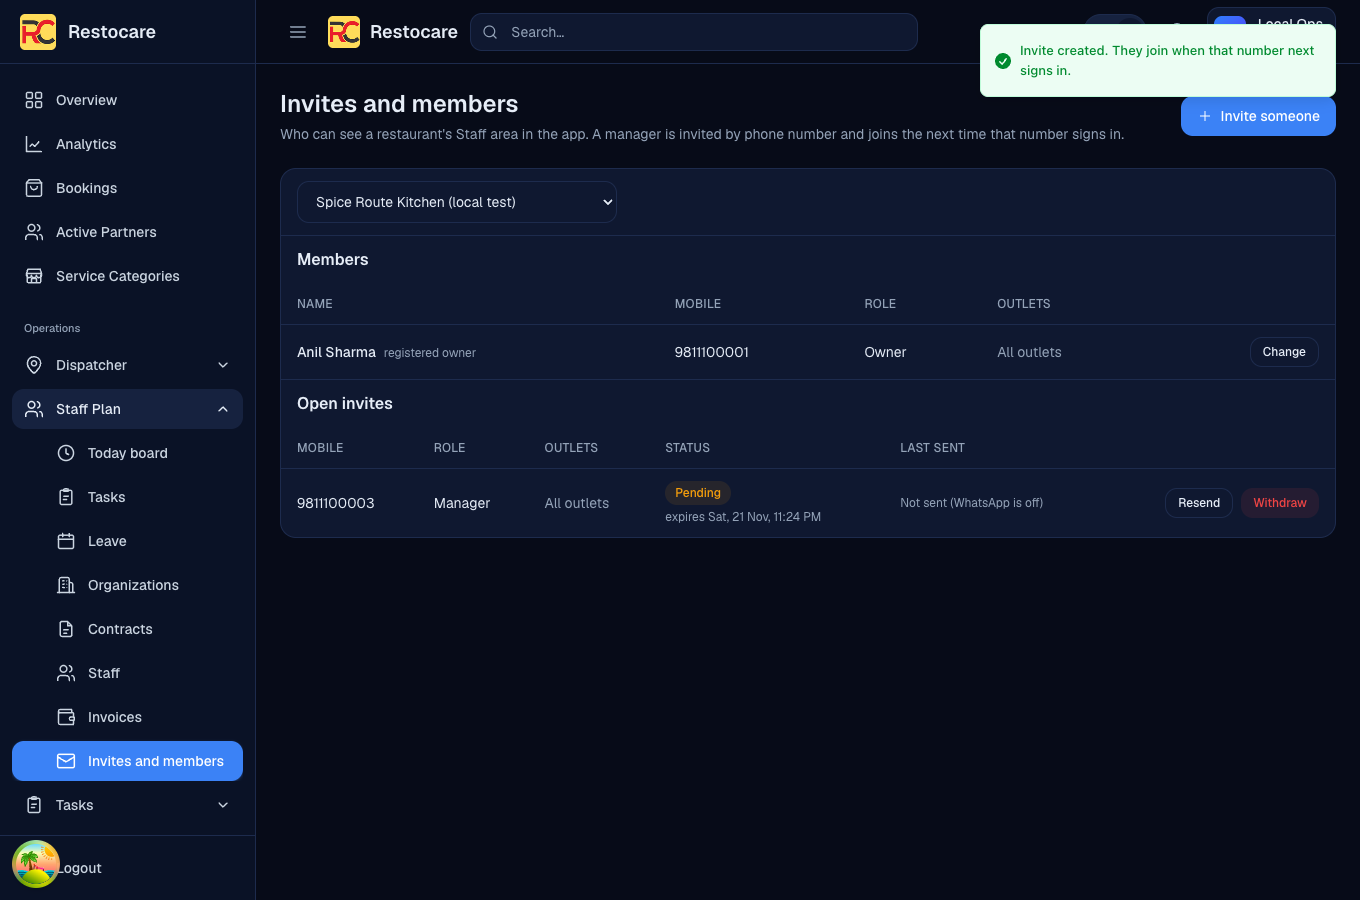 RC
Restocare
RC
Restocare
Search...
Local Ops
Invite created. They join when that number next
signs in.
Overview
Analytics
Bookings
Active Partners
Service Categories
Operations
Dispatcher
Staff Plan
Today board
Tasks
Leave
Organizations
Contracts
Staff
Invoices
Invites and members
Tasks
Logout
Invites and members
Who can see a restaurant's Staff area in the app. A manager is invited by phone number and joins the next time that number signs in.
Invite someone
Spice Route Kitchen (local test)
Members
NAME MOBILE ROLE OUTLETS
Anil Sharma registered owner 9811100001 Owner All outlets Change
Open invites
MOBILE ROLE OUTLETS STATUS LAST SENT
9811100003 Manager All outlets Pending Not sent (WhatsApp is off) Resend Withdraw
expires Sat, 21 Nov, 11:24 PM